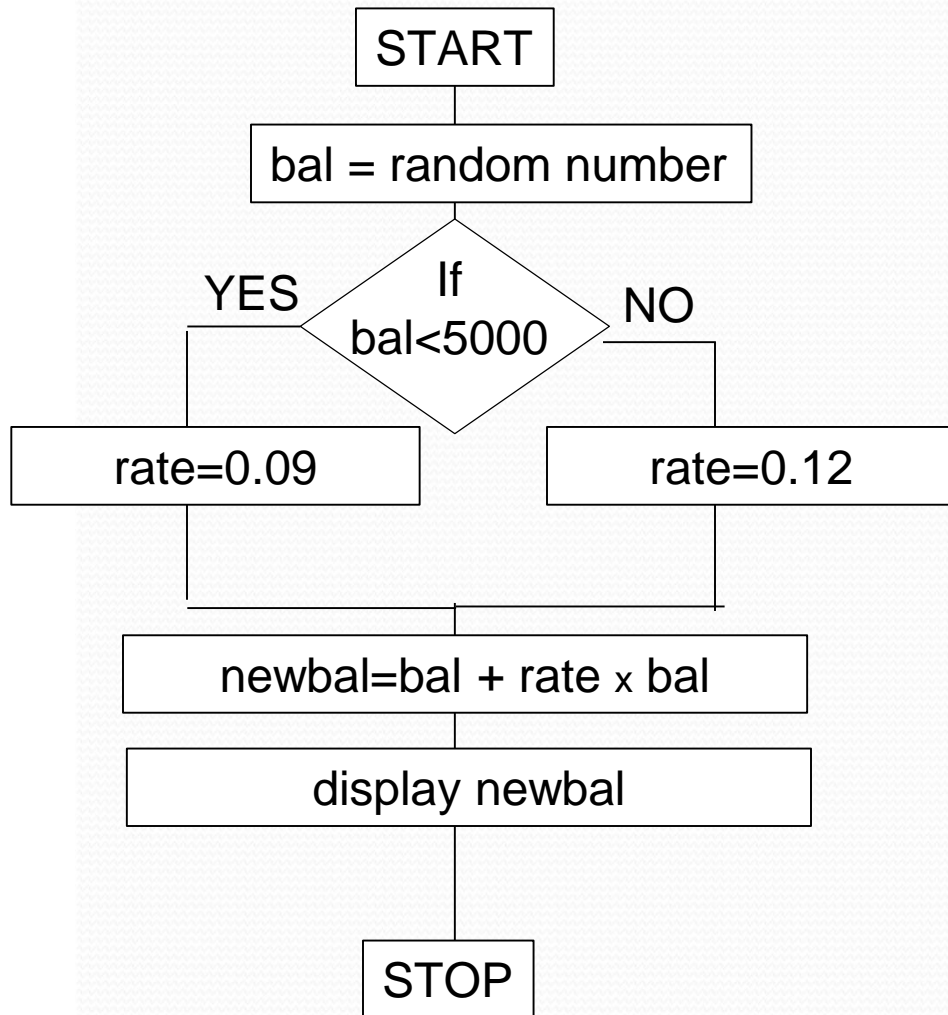 START
bal = random number
If
YES
NO
bal<5000
rate=0.09
rate=0.12
newbal=bal + rate x bal
display newbal
STOP